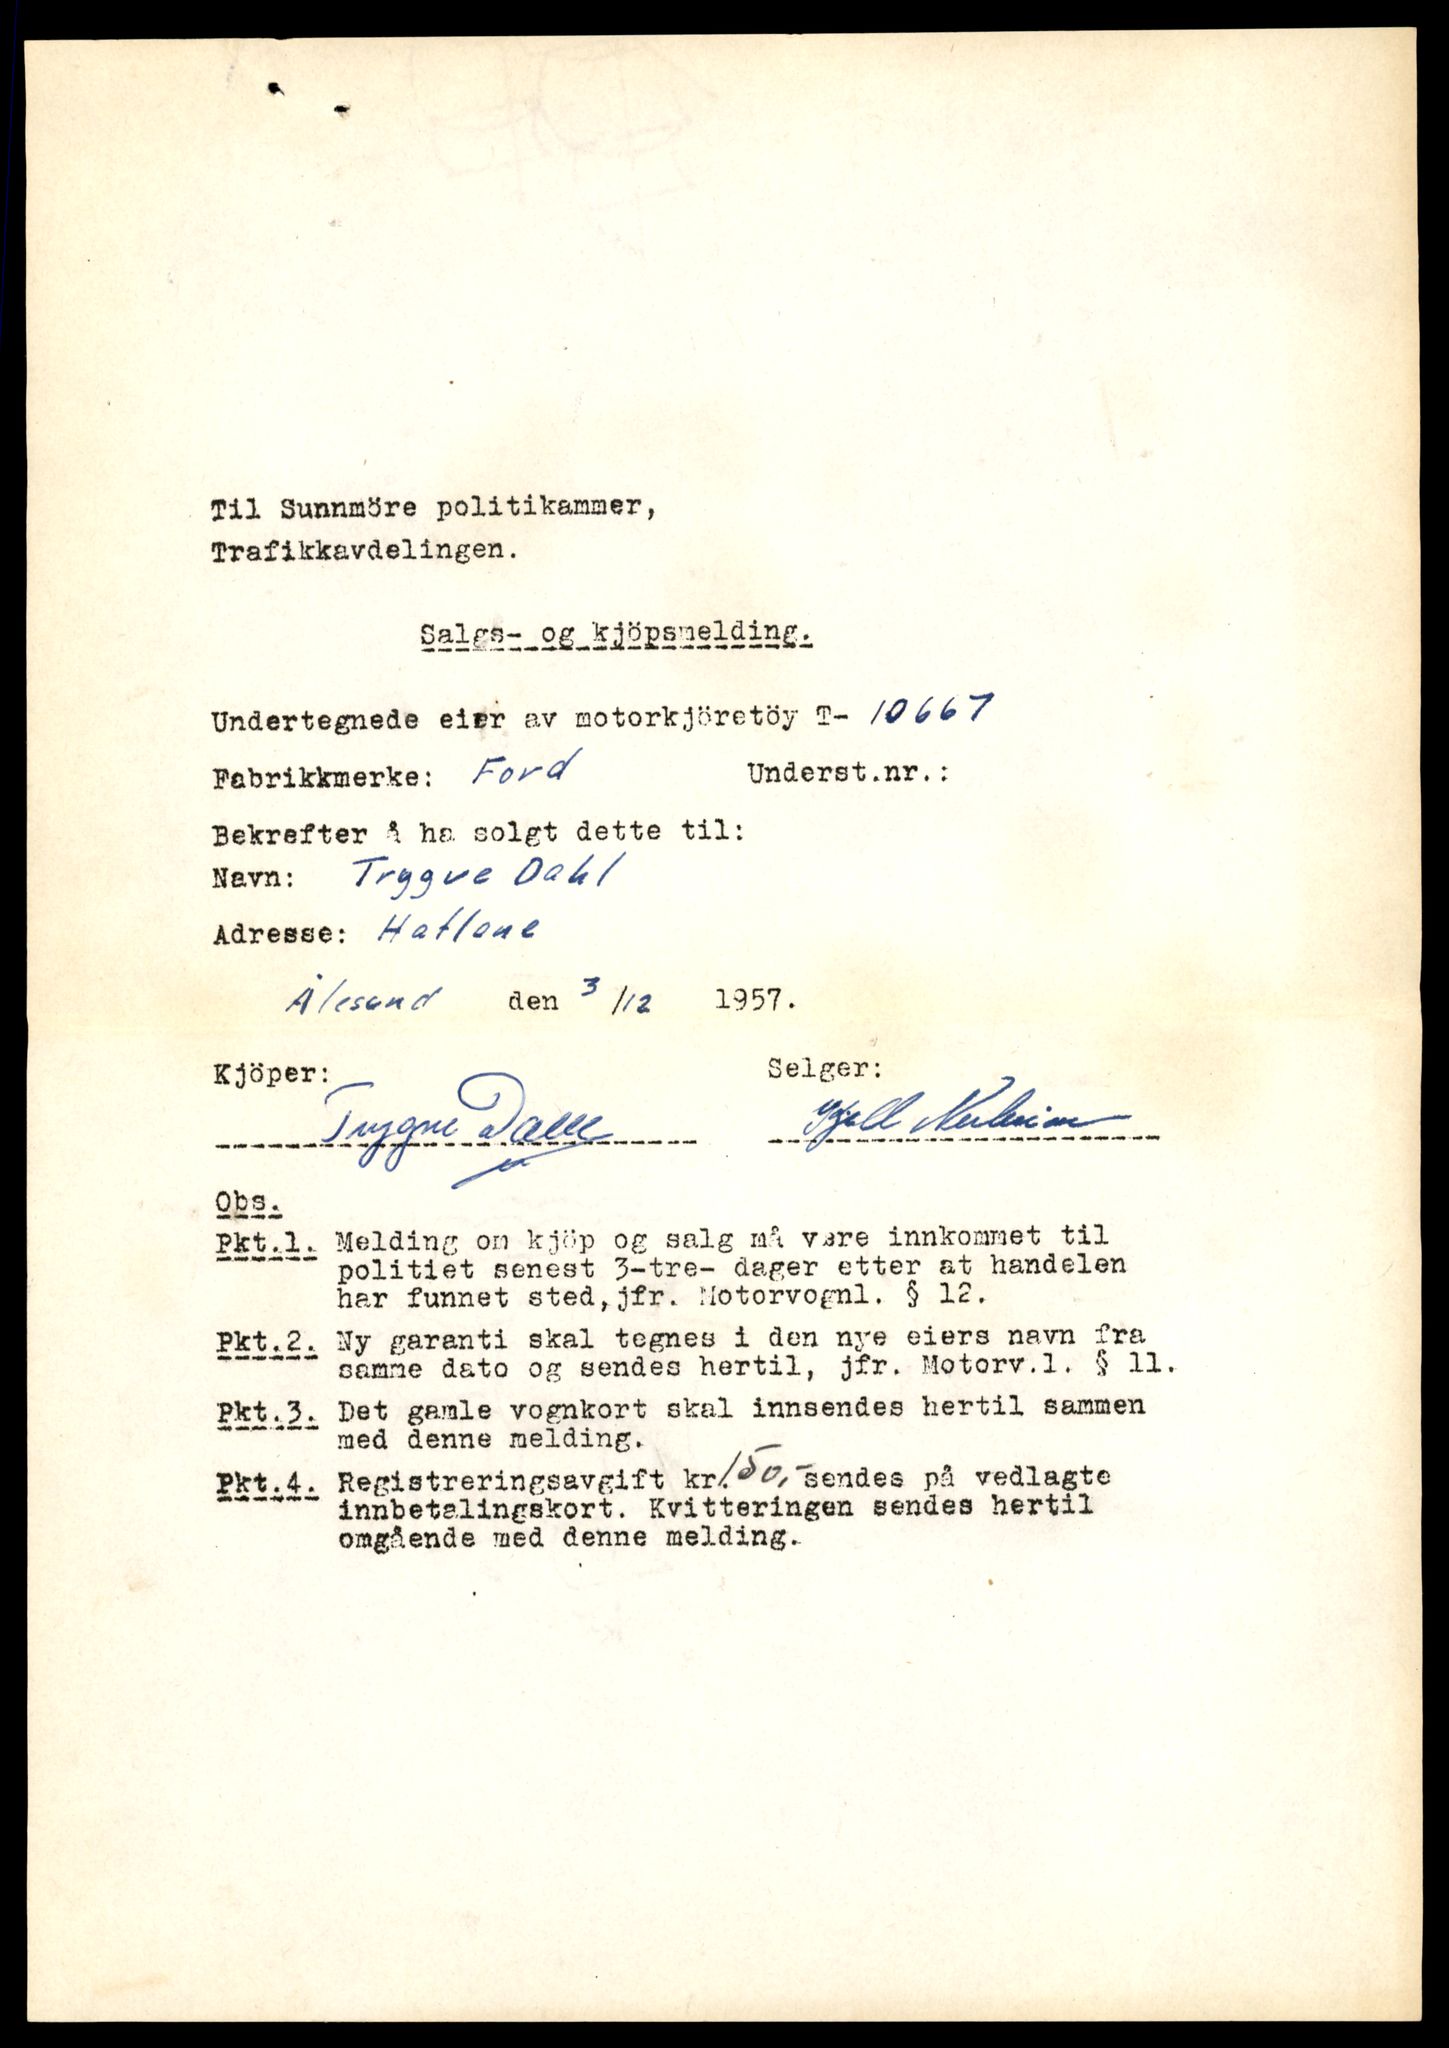 Til Sunnmöre politikammer,
Trafikkavdelingen.
Salgs- og kjöpsmelding.
Undertegnede eier av motorkjöretöy T- 10667
Fabrikkmerke: Ford Underst.nr.:
Bekrefter å ha solgt dette til:
Navn: Trygve Dahl
Adresse: Hatlane
Ålesund den 3/12 1957.
Kjöper: Selger:
Trygve Dahl Kjell
Obs.
Pkt.1. Melding om kjöp og salg må være innkommet til
politiet senest 3-tre- dager etter at handelen
har funnet sted, jfr. Motorvognl. § 12.
Pkt.2. Ny garanti skal tegnes i den nye eiers navn fra
samme dato og sendes hertil, jfr. Motorv.l. § 11.
Pkt.3. Det gamle vognkort skal innsendes hertil sammen
med denne melding.
Pkt.4. Registreringsavgift kr. 150,- sendes på vedlagte
innbetalingskort. Kvitteringen sendes hertil
omgående med denne melding.